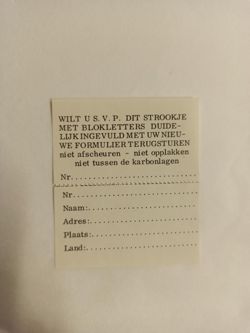 WILT U S.V.P. DIT STROOKJE
MET BLOKLETTERS DUIDE-
LIJK INGEVULD MET UW NIEU-
WE FORMULIER TERUGSTUREN
niet afscheuren - niet opplakken
niet tussen de karbonlagen
Nr.............................
Nr.............................
Naam:.......................
Adres:.......................
Plaats:.......................
Land:........................